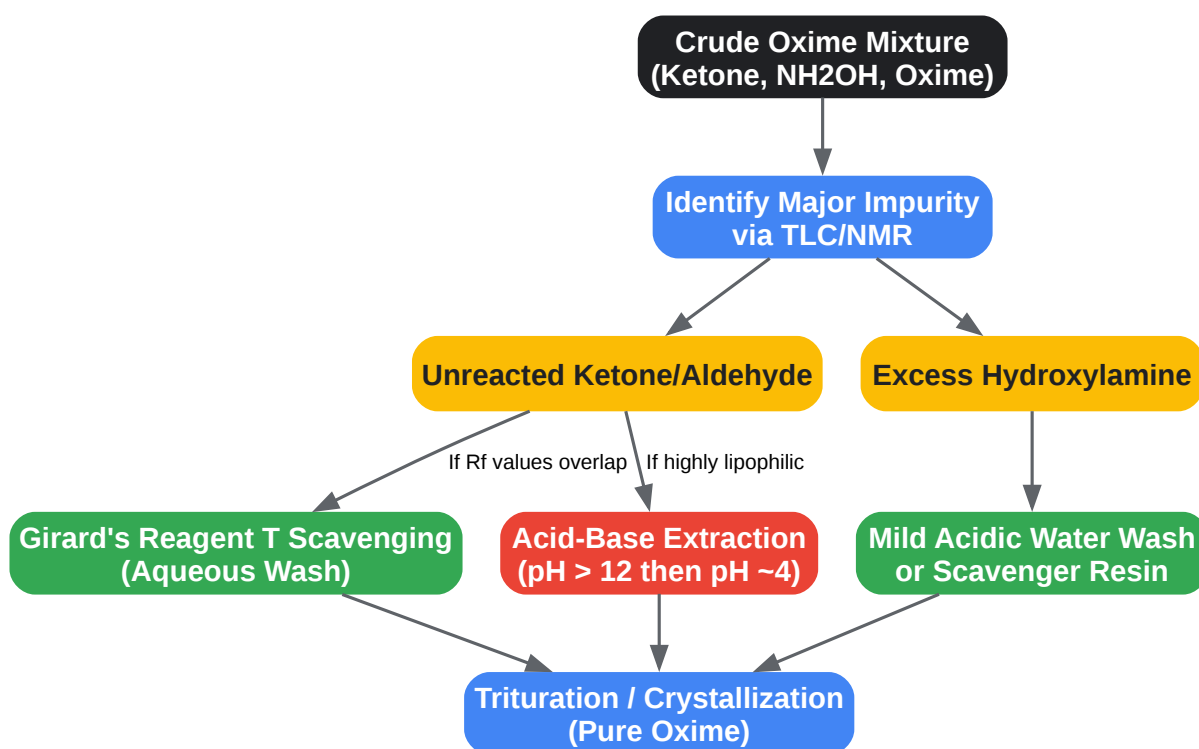 Crude Oxime Mixture
(Ketone, NH2OH, Oxime)
Identify Major Impurity
via TLC/NMR
Unreacted Ketone/Aldehyde
Excess Hydroxylamine
If Rf values overlap
If highly lipophilic
Girard's Reagent T Scavenging
(Aqueous Wash)
Acid-Base Extraction
(pH > 12 then pH ~4)
Mild Acidic Water Wash
or Scavenger Resin
Trituration / Crystallization
(Pure Oxime)